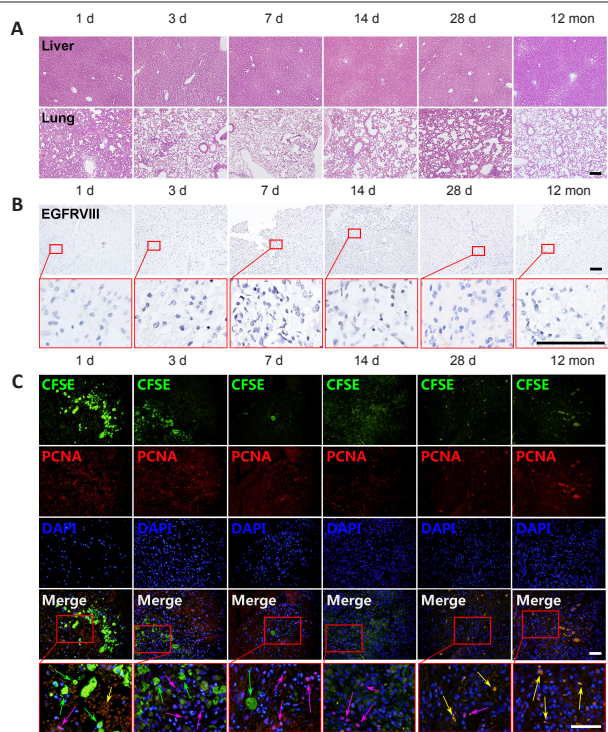 1 d 3 d 7 d 14 d 28 d 12 mon
A
Liver
Lung
1 d 3 d 7 d 14 d 28 d 12 mon
B
EGFRVIII
1 d 3 d 7 d 14 d 28 d 12 mon
C
CFSE CFSE CFSE CFSE CFSE CFSE
PCNA PCNA PCNA PCNA PCNA PCNA
DAPI DAPI DAPI DAPI DAPI DAPI
Merge Merge Merge Merge Merge Merge